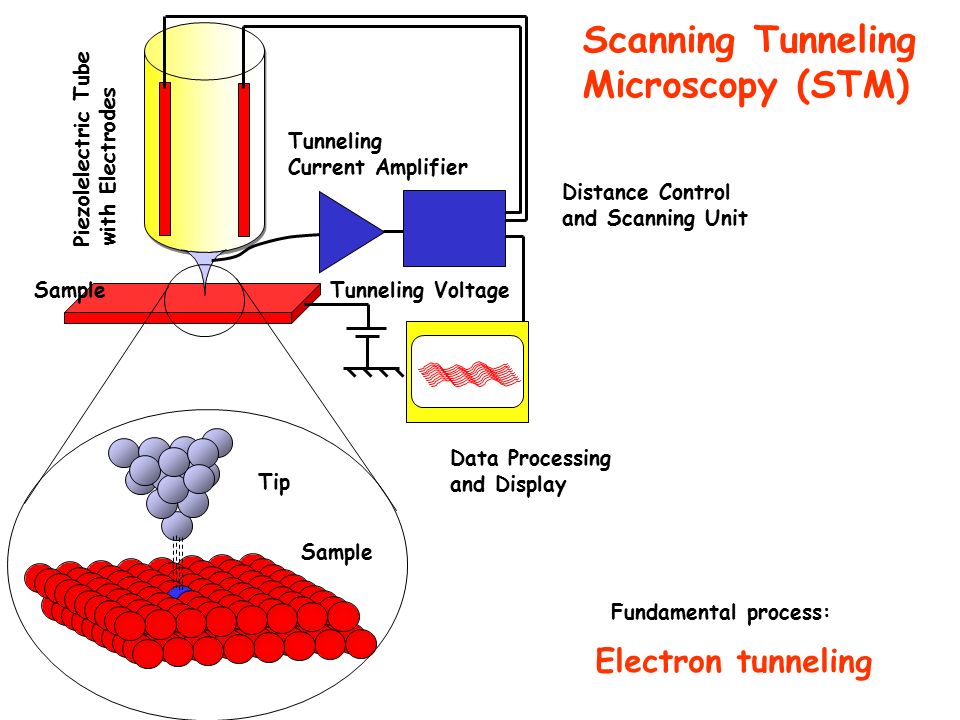 Scanning Tunneling
Microscopy (STM)
Piezolelectric Tube
with Electrodes
Tunneling
Current Amplifier
Distance Control
and Scanning Unit
Sample
Tunneling Voltage
Data Processing
and Display
Tip
Sample
Fundamental process:
Electron tunneling